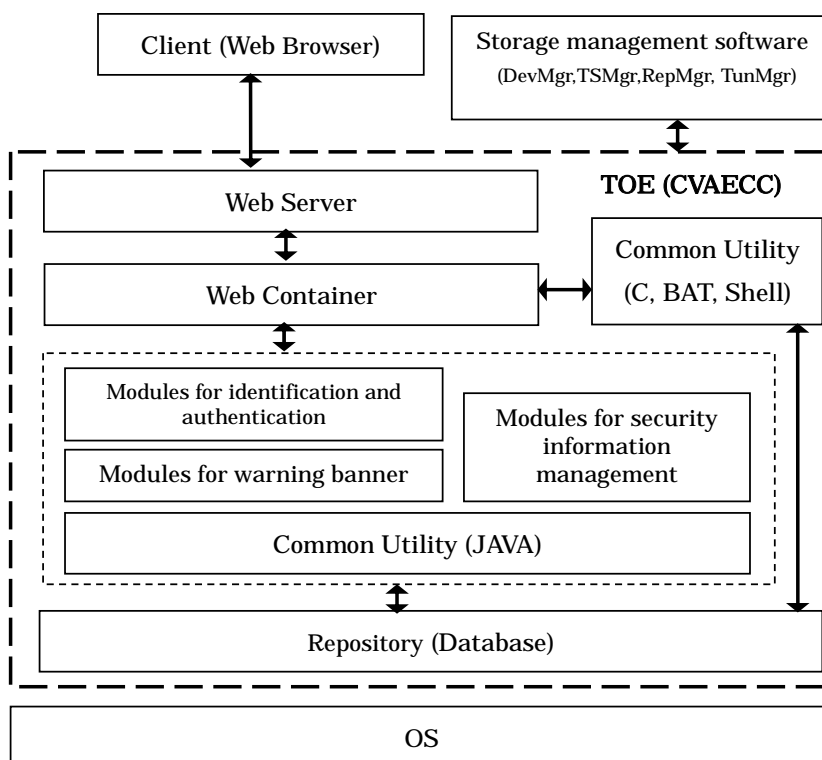 Client (Web Browser)
Storage management software
(DevMgr,TSMgr,RepMgr, TunMgr)
TOE (CVAECC)
Web Server
Common Utility
(C, BAT, Shell)
Web Container
Modules for identification and
authentication
Modules for security
information
management
Modules for warning banner
Common Utility (JAVA)
Repository (Database)
OS